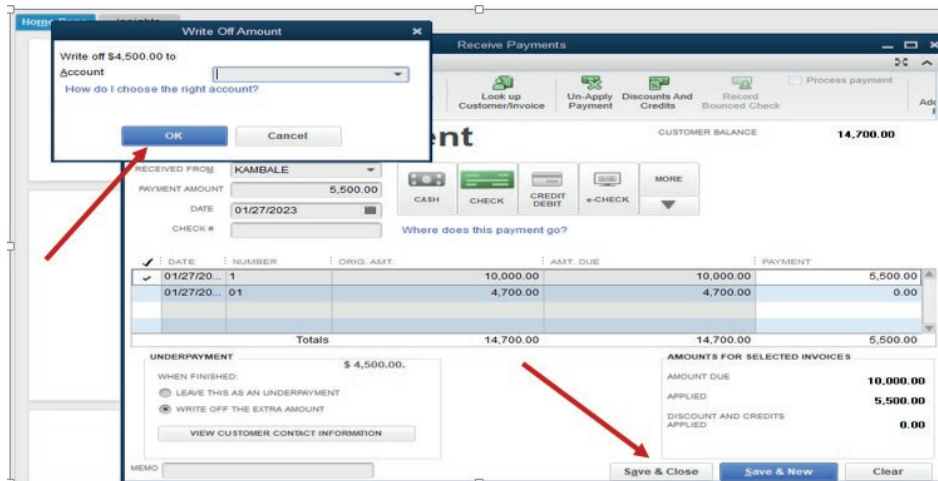 Write Off Amount
Receive Payments
Write off $4,500.00 to
Account
How do I choose the right account?
OK
Cancel
Look up
Customer/Invoice
Un-Apply
Payment
Discounts And
Credits
Record
Bounced Check
Process payment
CUSTOMER BALANCE
14,700.00
RECEIVED FROM
KAMBALE
PAYMENT AMOUNT
5,500.00
DATE
01/27/2023
CHECK #
CASH
CHECK
CREDIT
DEBIT
e-CHECK
MORE
Where does this payment go?
DATE NUMBER ORIG. AMT. AMT. DUE PAYMENT
01/27/20... 1 10,000.00 10,000.00 5,500.00
01/27/20... 01 4,700.00 4,700.00 0.00
Totals 14,700.00 14,700.00 5,500.00
UNDERPAYMENT
$ 4,500.00.
WHEN FINISHED:
LEAVE THIS AS AN UNDERPAYMENT
WRITE OFF THE EXTRA AMOUNT
VIEW CUSTOMER CONTACT INFORMATION
AMOUNTS FOR SELECTED INVOICES
AMOUNT DUE
10,000.00
APPLIED
5,500.00
DISCOUNT AND CREDITS
APPLIED
0.00
MEMO
Save & Close
Save & New
Clear